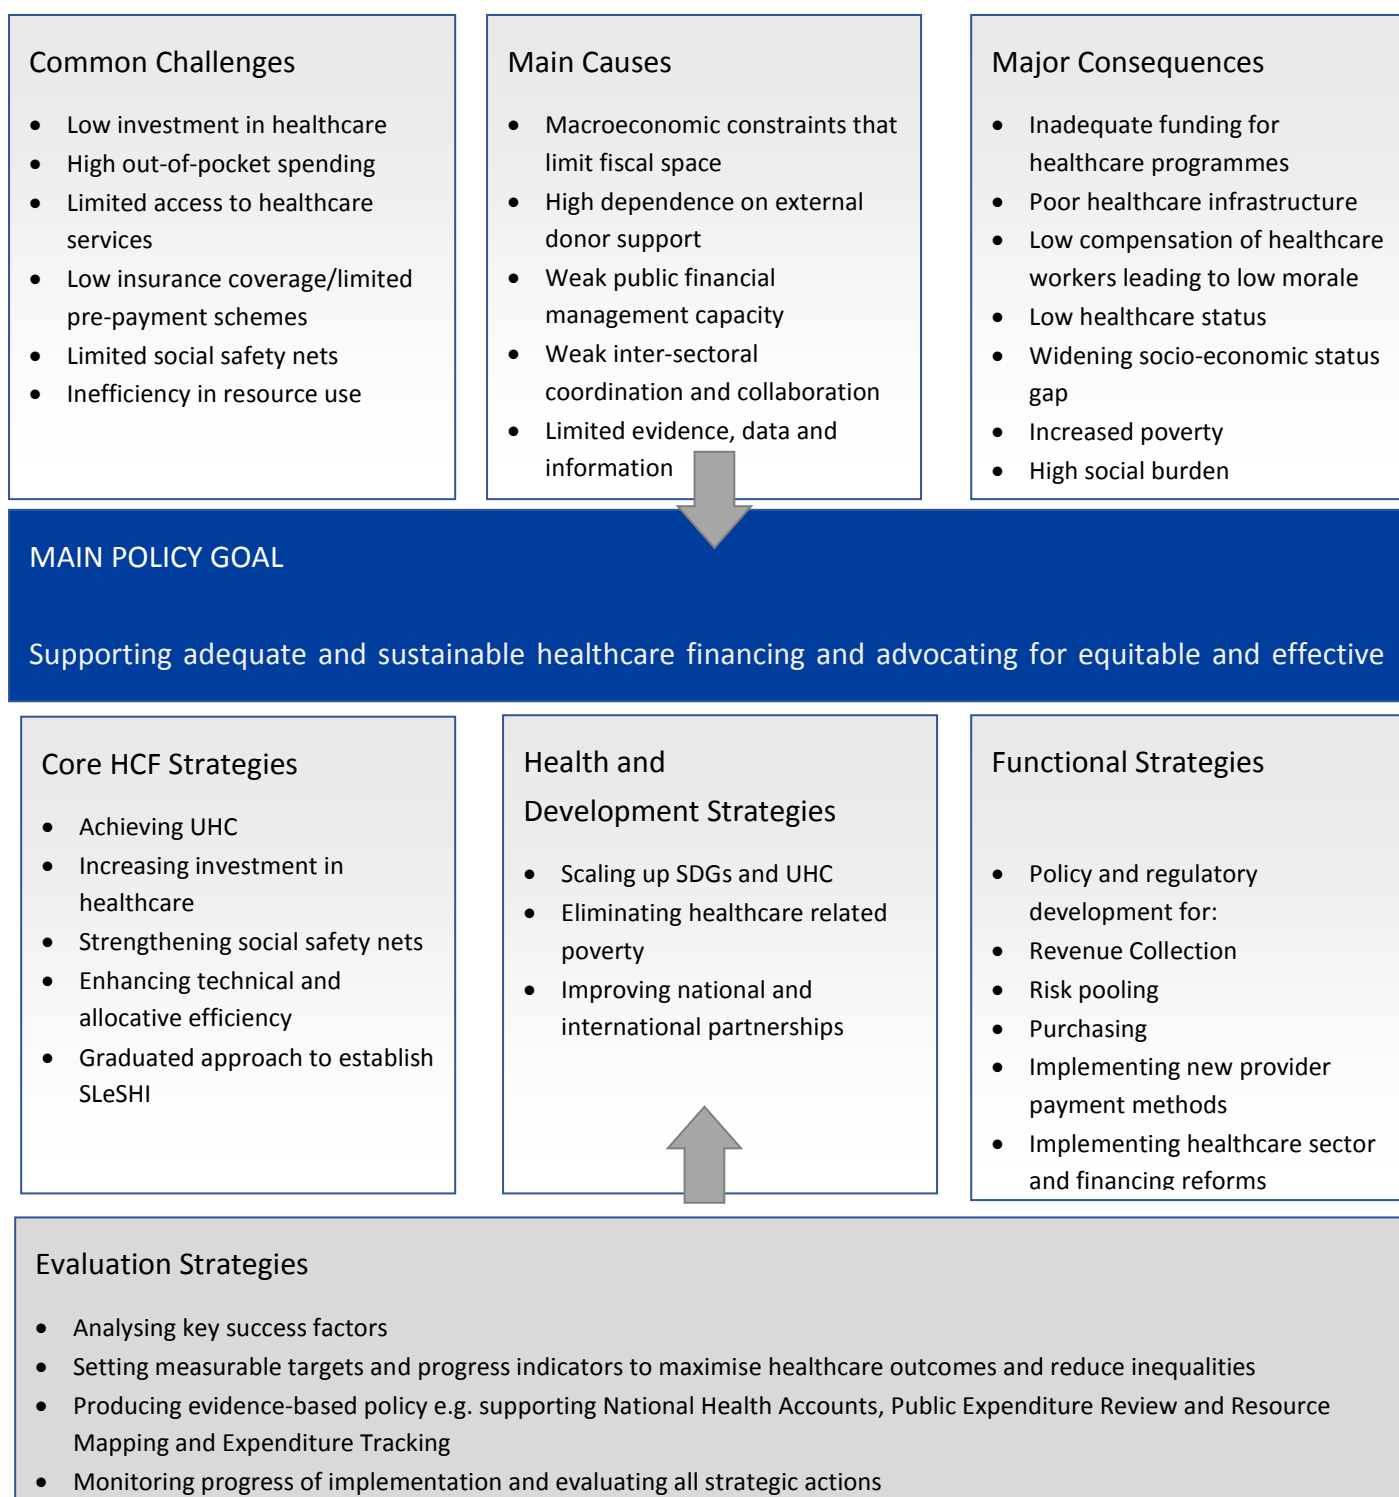 Common Challenges
• Low investment in healthcare
• High out-of-pocket spending
• Limited access to healthcare
services
• Low insurance coverage/limited
pre-payment schemes
• Limited social safety nets
• Inefficiency in resource use
Main Causes
• Macroeconomic constraints that
limit fiscal space
• High dependence on external
donor support
• Weak public financial
management capacity
• Weak inter-sectoral
coordination and collaboration
• Limited evidence, data and
information
Major Consequences
• Inadequate funding for
healthcare programmes
• Poor healthcare infrastructure
• Low compensation of healthcare
workers leading to low morale
• Low healthcare status
• Widening socio-economic status
gap
• Increased poverty
• High social burden
MAIN POLICY GOAL
Supporting adequate and sustainable healthcare financing and advocating for equitable and effective
Core HCF Strategies
• Achieving UHC
• Increasing investment in
healthcare
• Strengthening social safety nets
• Enhancing technical and
allocative efficiency
• Graduated approach to establish
SLeSHI
Health and
Development Strategies
• Scaling up SDGs and UHC
• Eliminating healthcare related
poverty
• Improving national and
international partnerships
Functional Strategies
• Policy and regulatory
development for:
• Revenue Collection
• Risk pooling
• Purchasing
• Implementing new provider
payment methods
• Implementing healthcare sector
and financing reforms
Evaluation Strategies
• Analysing key success factors
• Setting measurable targets and progress indicators to maximise healthcare outcomes and reduce inequalities
• Producing evidence-based policy e.g. supporting National Health Accounts, Public Expenditure Review and Resource
Mapping and Expenditure Tracking
• Monitoring progress of implementation and evaluating all strategic actions